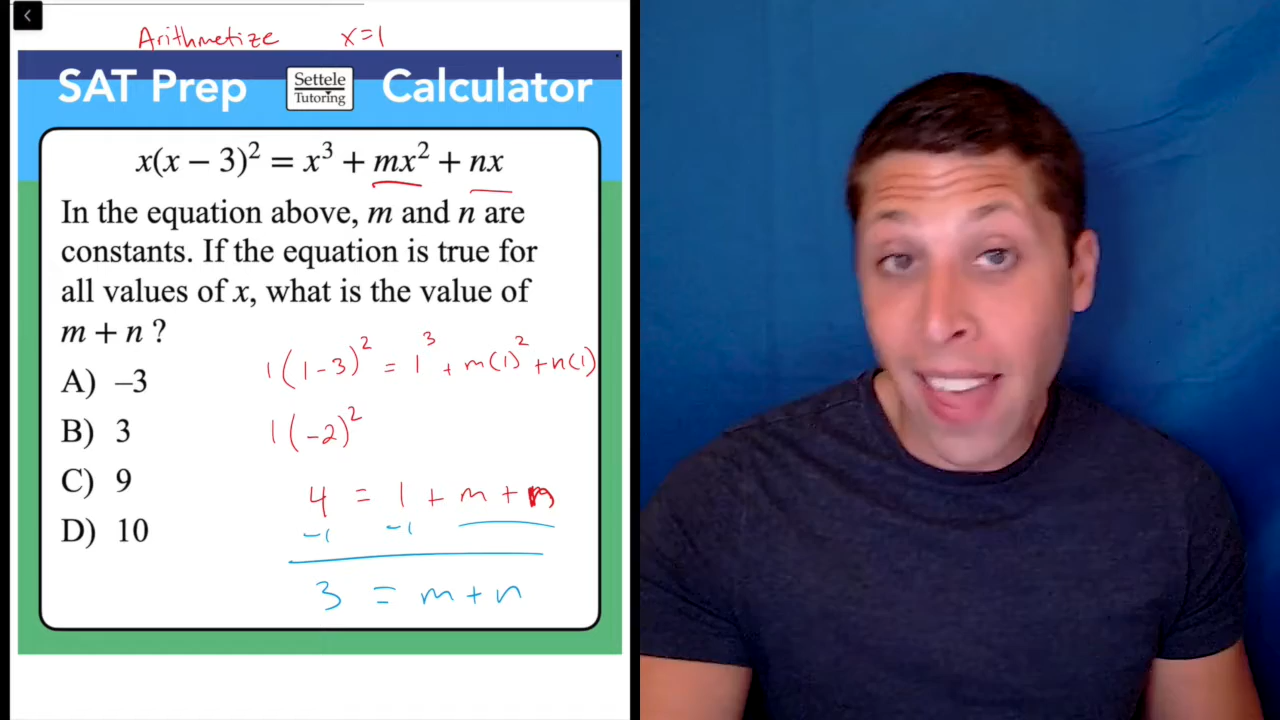 Arithmetize x=1
SAT Prep Settele Tutoring Calculator
x(x − 3)² = x³ + mx² + nx
In the equation above, m and n are
constants. If the equation is true for
all values of x, what is the value of
m + n ?
1(1-3)² = 1³ + m(1)² + n(1)
A) –3
B) 3
1(-2)²
C) 9
4 = 1 + m + n
D) 10
-1 -1
3 = m + n